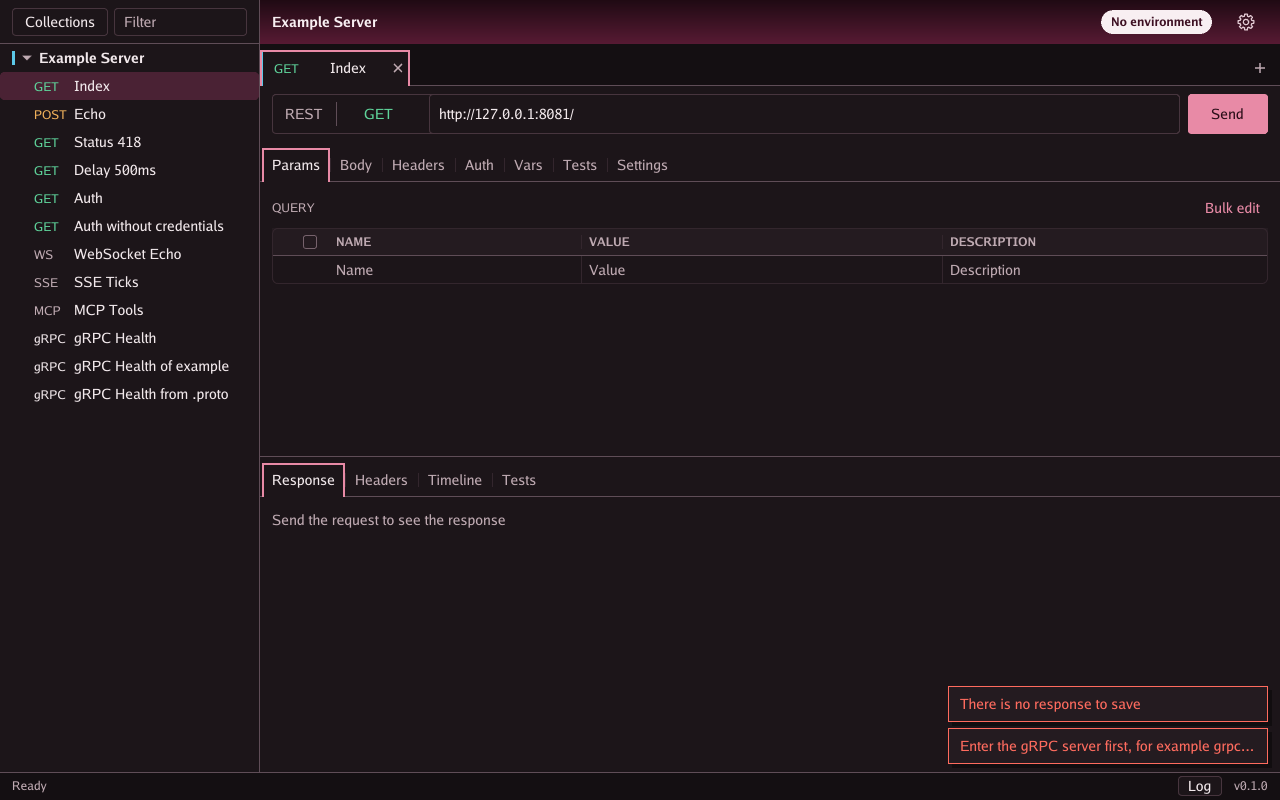 Collections
Filter
Example Server
No environment
Example Server
GET Index
POST Echo
GET Status 418
GET Delay 500ms
GET Auth
GET Auth without credentials
WS WebSocket Echo
SSE SSE Ticks
MCP MCP Tools
gRPC gRPC Health
gRPC gRPC Health of example
gRPC gRPC Health from .proto
GET Index
REST GET http://127.0.0.1:8081/ Send
Params Body Headers Auth Vars Tests Settings
QUERY Bulk edit
NAME VALUE DESCRIPTION
Name Value Description
Response Headers Timeline Tests
Send the request to see the response
There is no response to save
Enter the gRPC server first, for example grpc...
Ready Log v0.1.0